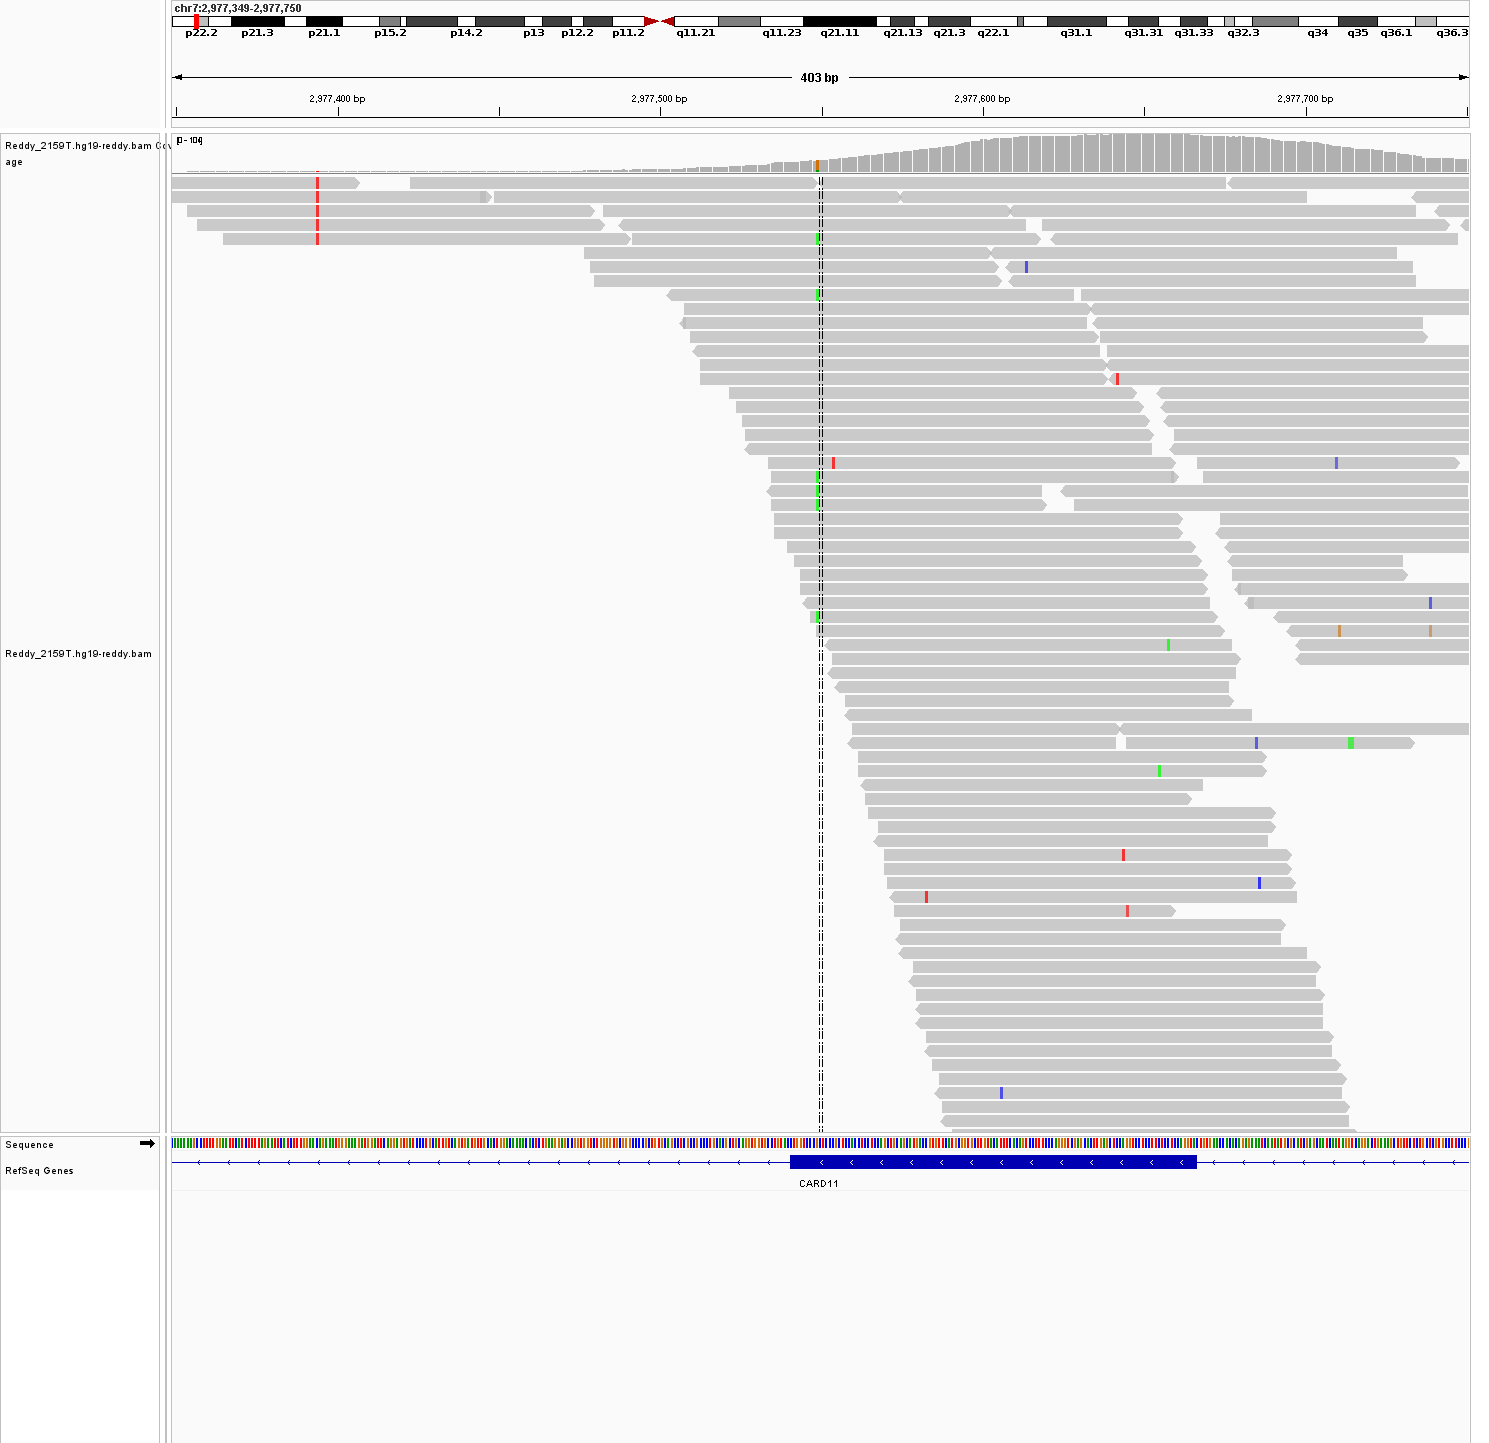 chr7:2,977,349-2,977,750
p22.2 p21.3 p21.1 p15.2 p14.2 p13 p12.2 p11.2 q11.21 q11.23 q21.11 q21.13 q21.3 q22.1 q31.1 q31.31 q31.33 q32.3 q34 q35 q36.1 q36.3
403 bp
2,977,400 bp 2,977,500 bp 2,977,600 bp 2,977,700 bp
[0 - 104]
Reddy_2159T.hg19-reddy.bam Cov
age
Reddy_2159T.hg19-reddy.bam
Sequence
RefSeq Genes
CARD11